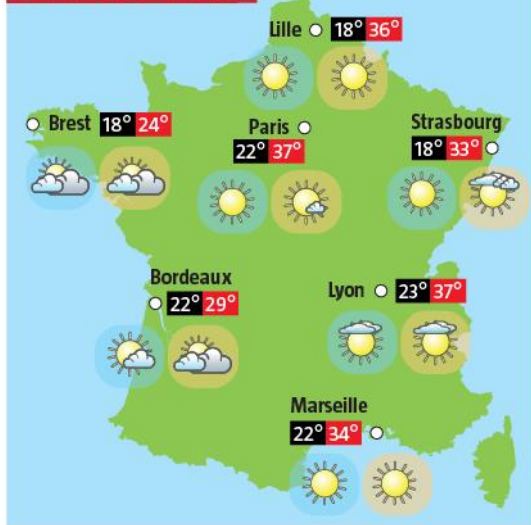 Lille 18° 36°
Brest 18° 24°
Paris
22° 37°
Strasbourg
18° 33°
Bordeaux
22° 29°
Lyon 23° 37°
Marseille
22° 34°